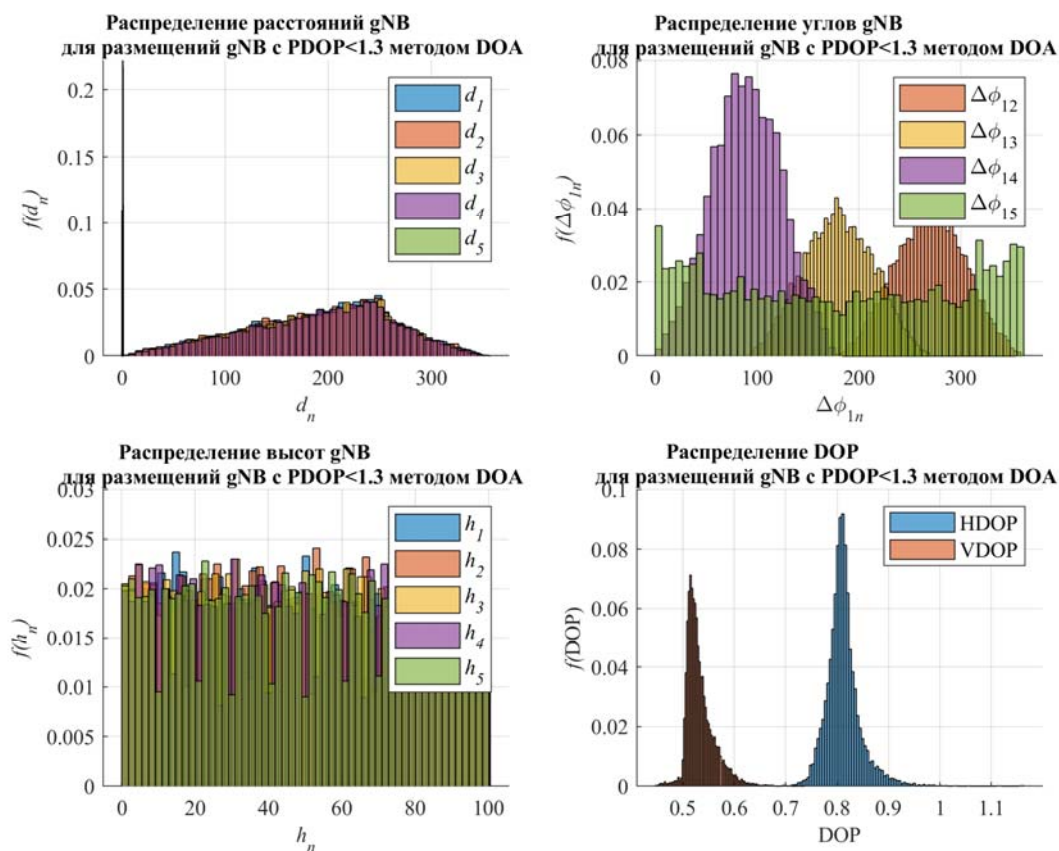 Распределение расстояний gNB
для размещений gNB с PDOP<1.3 методом DOA
0.2
0.15
0.1
0.05
0
f(d_n)
0
100
200
300
d_n
d_1
d_2
d_3
d_4
d_5
Распределение углов gNB
для размещений gNB с PDOP<1.3 методом DOA
0.08
0.06
0.04
0.02
0
f(Δϕ_1n)
0
100
200
300
Δϕ_1n
Δϕ_12
Δϕ_13
Δϕ_14
Δϕ_15
Распределение высот gNB
для размещений gNB с PDOP<1.3 методом DOA
0.03
0.025
0.02
0.015
0.01
0.005
0
f(h_n)
0
20
40
60
80
100
h_n
h_1
h_2
h_3
h_4
h_5
Распределение DOP
для размещений gNB с PDOP<1.3 методом DOA
0.1
0.08
0.06
0.04
0.02
0
f(DOP)
0.5
0.6
0.7
0.8
0.9
1
1.1
DOP
HDOP
VDOP